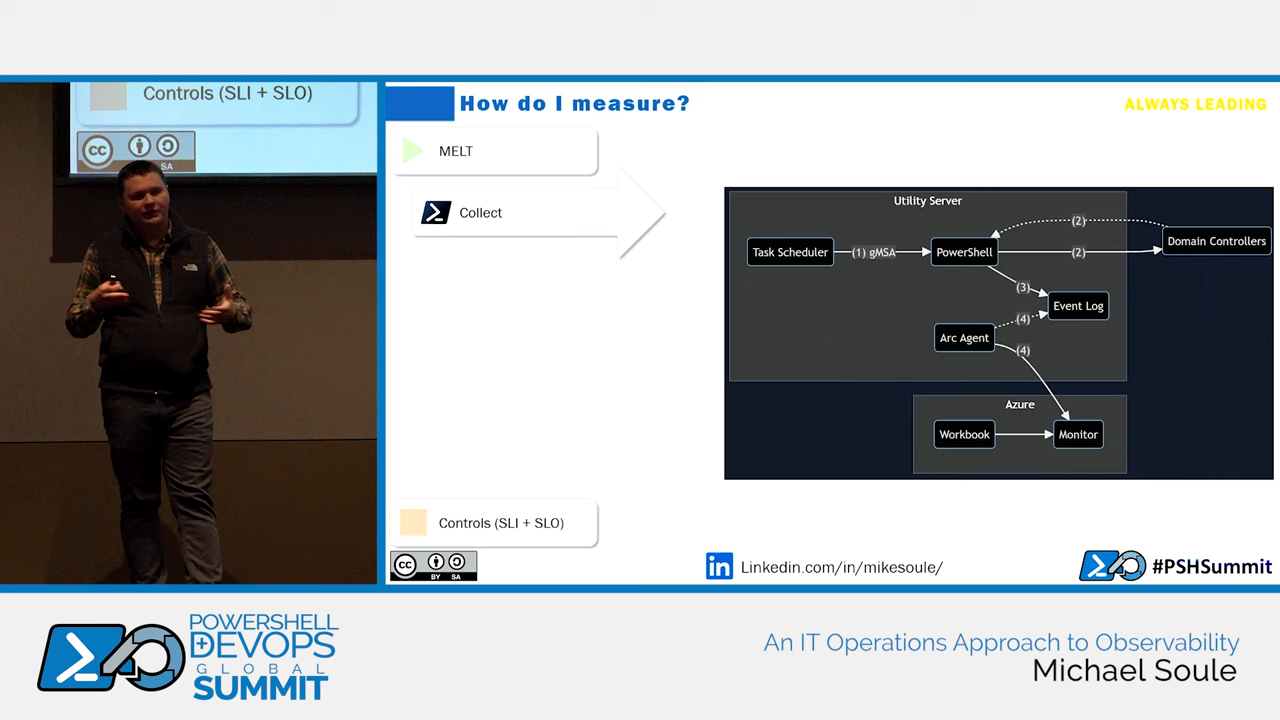 Controls (SLI + SLO)
CC
SA
How do I measure?
ALWAYS LEADING
MELT
Collect
Utility Server
Task Scheduler
(1) gMSA
PowerShell
(2)
(2)
Domain Controllers
(3)
Event Log
(4)
Arc Agent
(4)
Azure
Workbook
Monitor
Controls (SLI + SLO)
CC
BY SA
in
Linkedin.com/in/mikesoule/
#PSHSummit
POWERSHELL
+DEVOPS
GLOBAL
SUMMIT
An IT Operations Approach to Observability
Michael Soule